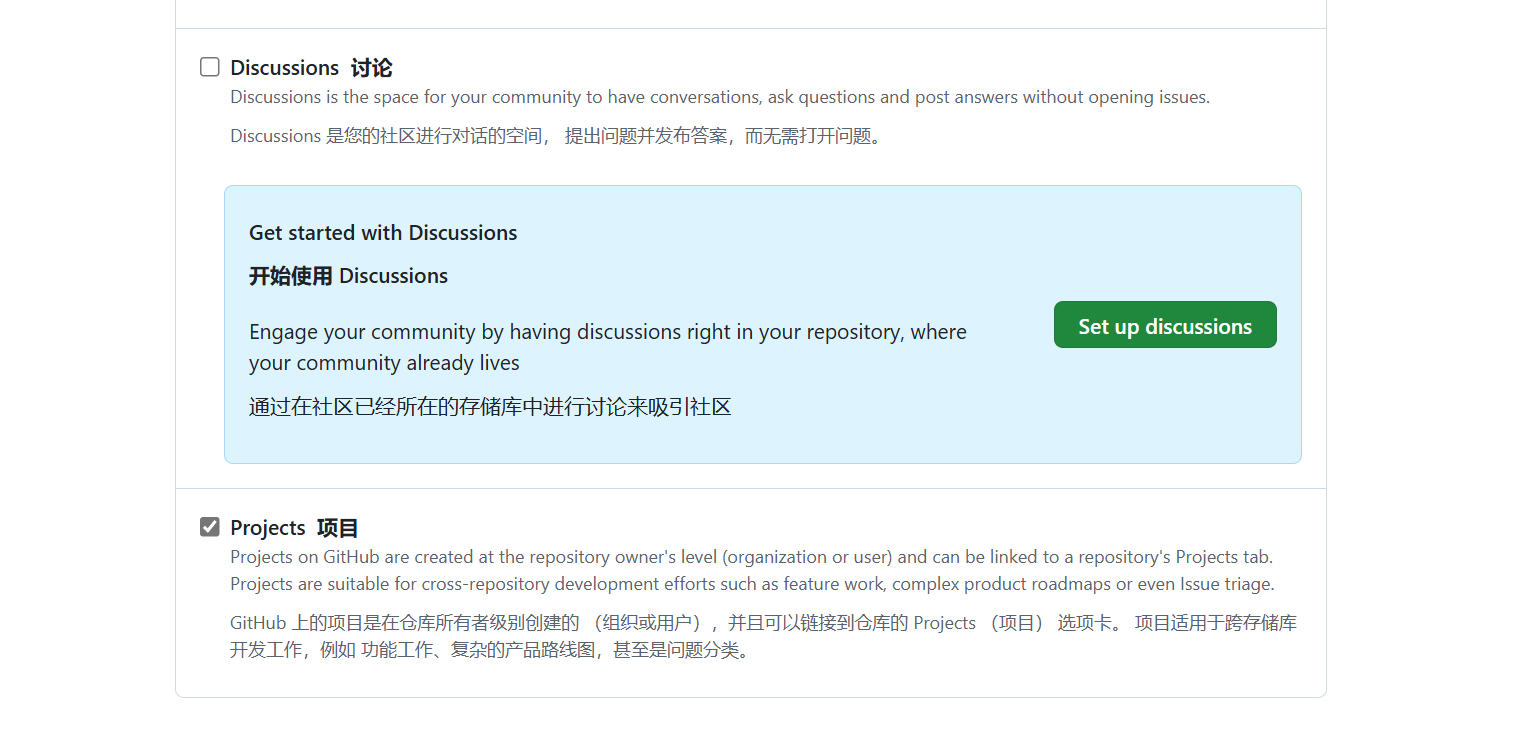 Discussions 讨论
Discussions is the space for your community to have conversations, ask questions and post answers without opening issues.
Discussions 是您的社区进行对话的空间， 提出问题并发布答案，而无需打开问题。
Get started with Discussions
开始使用 Discussions
Engage your community by having discussions right in your repository, where
your community already lives
通过在社区已经所在的存储库中进行讨论来吸引社区
Set up discussions
Projects 项目
Projects on GitHub are created at the repository owner's level (organization or user) and can be linked to a repository's Projects tab.
Projects are suitable for cross-repository development efforts such as feature work, complex product roadmaps or even Issue triage.
GitHub 上的项目是在仓库所有者级别创建的 （组织或用户），并且可以链接到仓库的 Projects （项目） 选项卡。 项目适用于跨存储库
开发工作，例如 功能工作、复杂的产品路线图，甚至是问题分类。